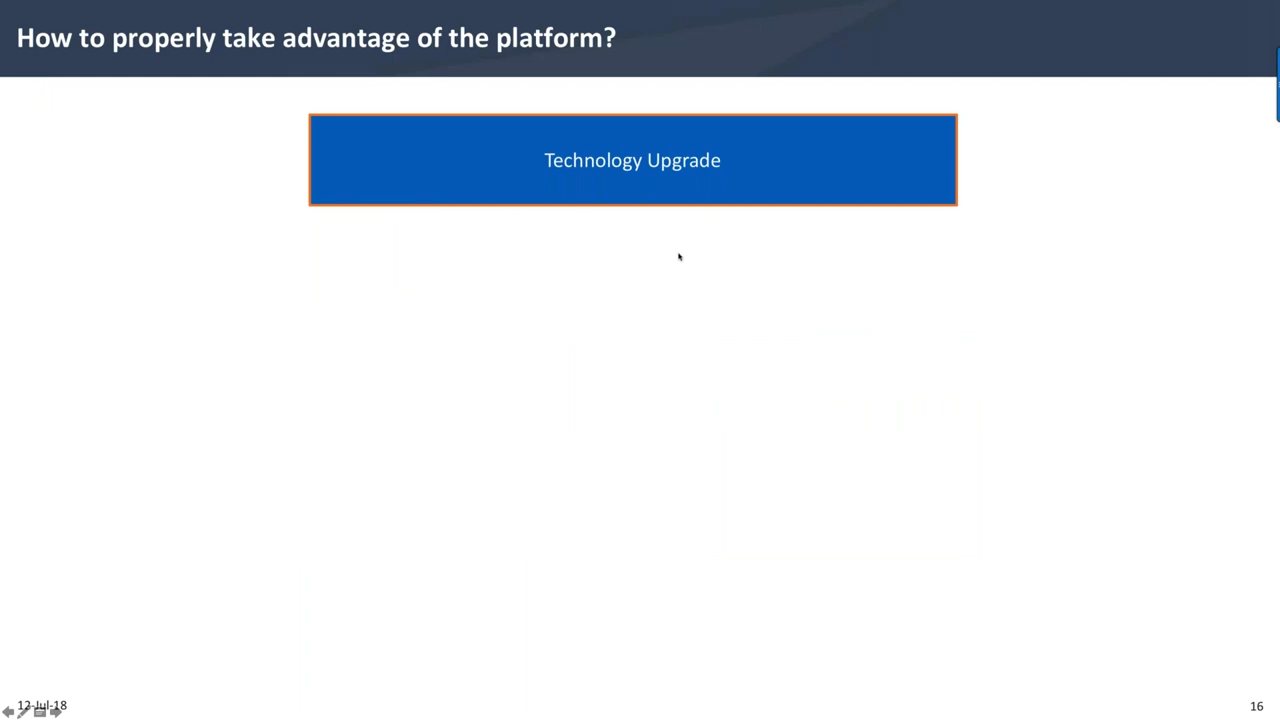 How to properly take advantage of the platform?
Technology Upgrade
12-Jul-18
16